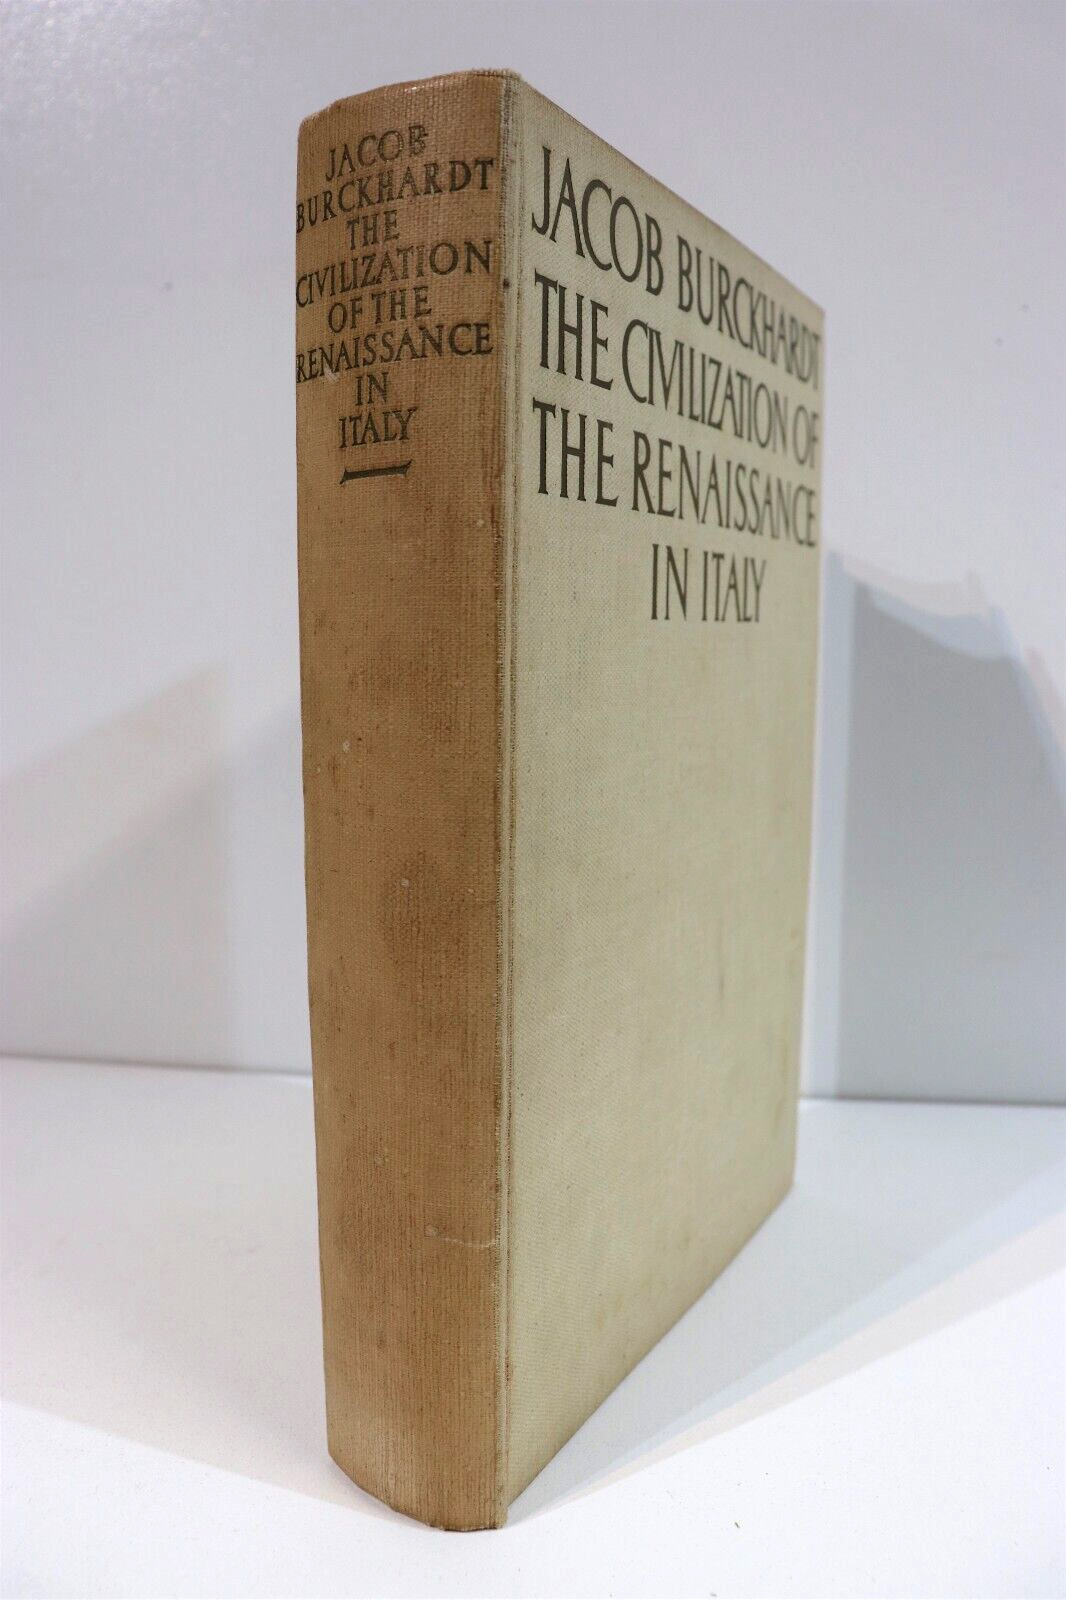 JACOB
BURCKHARDT
THE
CIVILIZATION
OF THE
RENAISSANCE
IN
ITALY
JACOB BURCKHARDT
THE CIVILIZATION OF
THE RENAISSANCE
IN ITALY